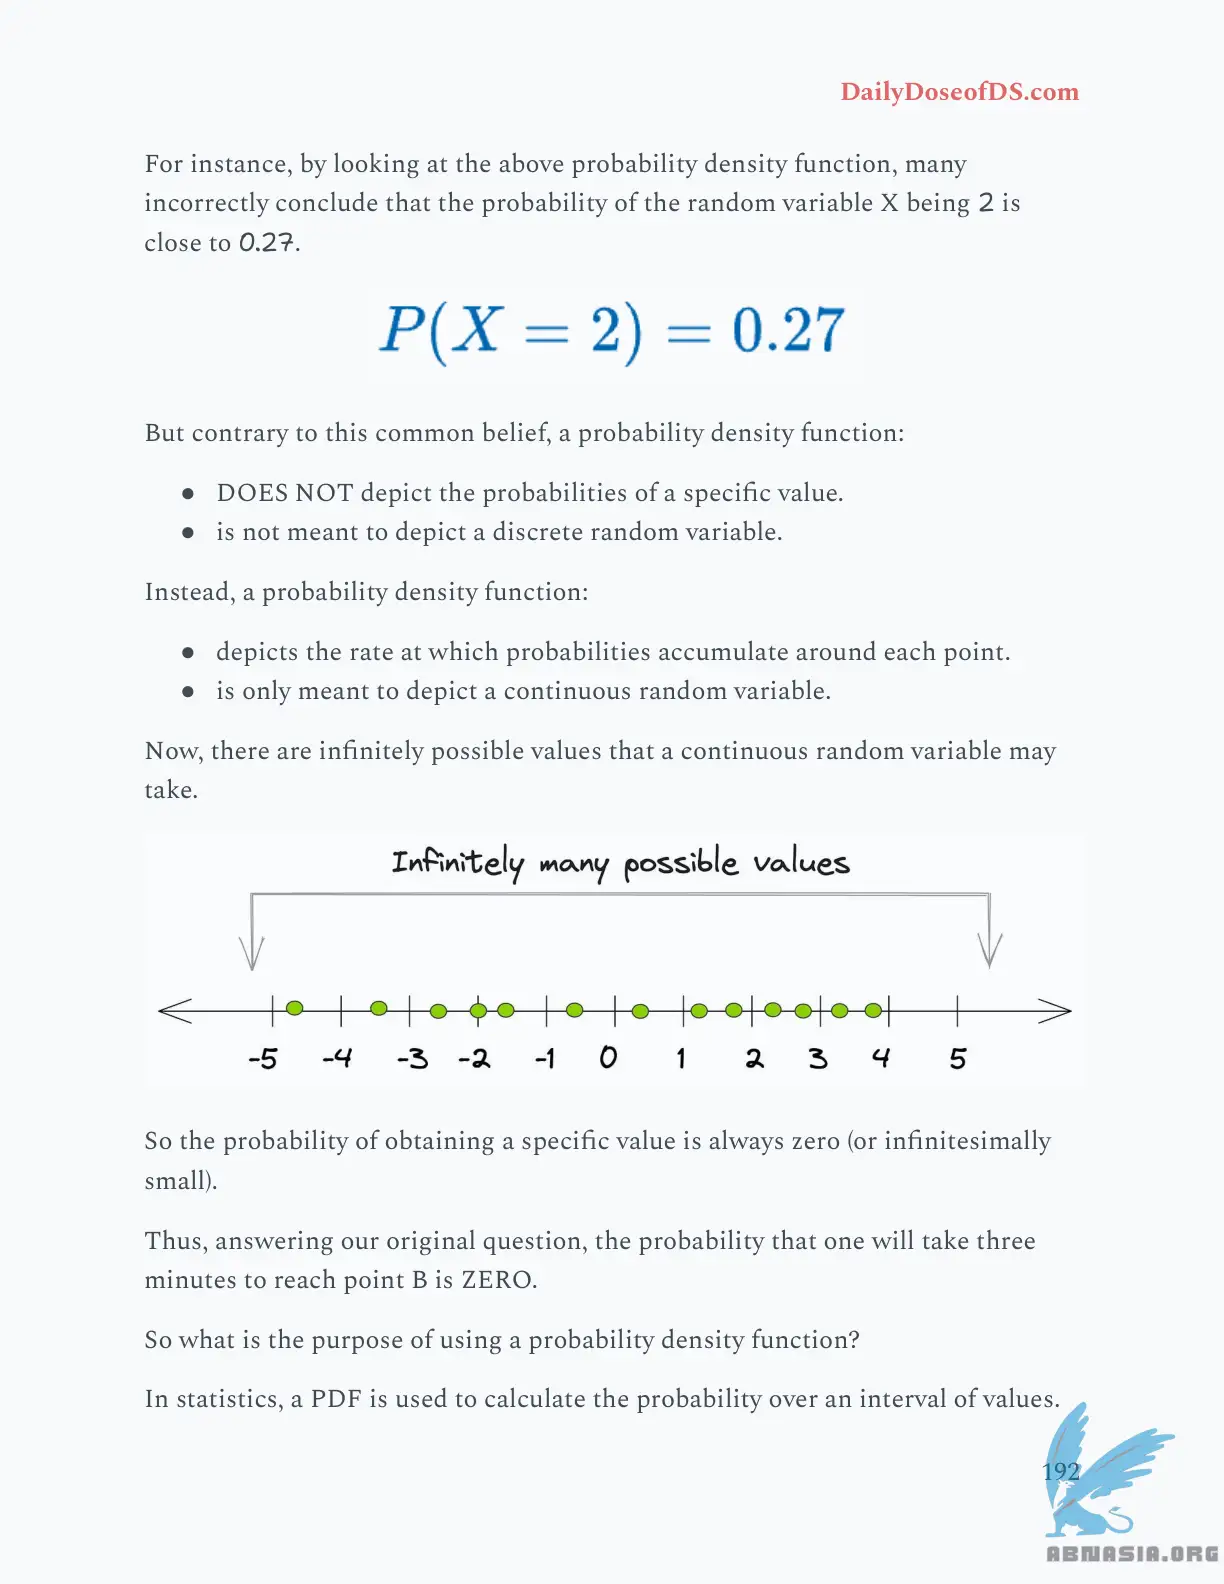 DailyDoseofDS.com
For instance, by looking at the above probability density function, many
incorrectly conclude that the probability of the random variable X being 2 is
close to 0.27.
P(X = 2) = 0.27
But contrary to this common belief, a probability density function:
● DOES NOT depict the probabilities of a specific value.
● is not meant to depict a discrete random variable.
Instead, a probability density function:
● depicts the rate at which probabilities accumulate around each point.
● is only meant to depict a continuous random variable.
Now, there are infinitely possible values that a continuous random variable may
take.
Infinitely many possible values
-5 -4 -3 -2 -1 0 1 2 3 4 5
So the probability of obtaining a specific value is always zero (or infinitesimally
small).
Thus, answering our original question, the probability that one will take three
minutes to reach point B is ZERO.
So what is the purpose of using a probability density function?
In statistics, a PDF is used to calculate the probability over an interval of values.
192
ABNASIA.ORG